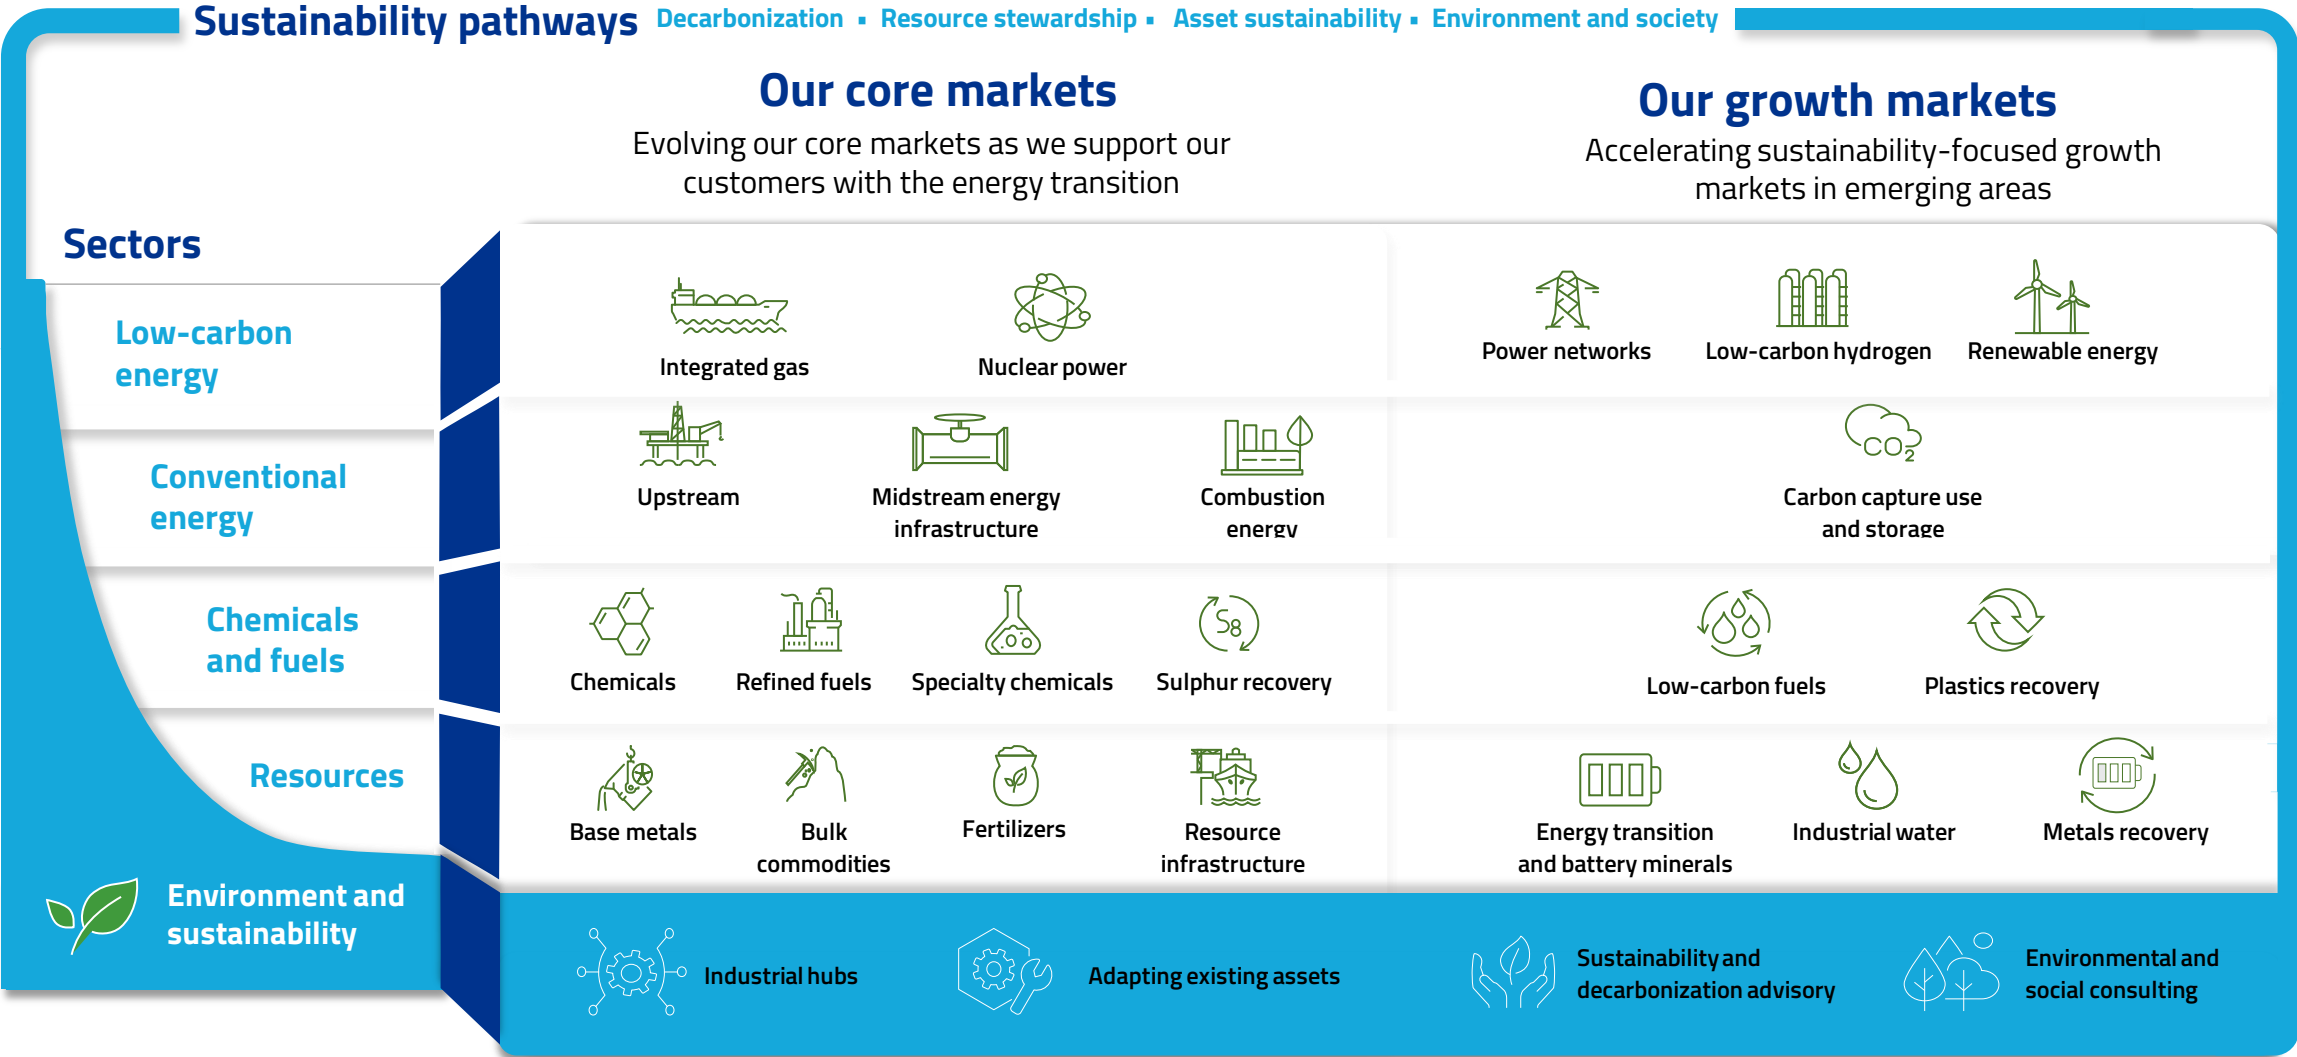 Sustainability pathways Decarbonization ▪ Resource stewardship ▪ Asset sustainability ▪ Environment and society
Our core markets
Evolving our core markets as we support our
customers with the energy transition
Our growth markets
Accelerating sustainability-focused growth
markets in emerging areas
Sectors
Low-carbon
energy
Integrated gas
Nuclear power
Power networks
Low-carbon hydrogen
Renewable energy
Conventional
energy
Upstream
Midstream energy
infrastructure
Combustion
energy
CO2
Carbon capture use
and storage
Chemicals
and fuels
Chemicals
Refined fuels
Specialty chemicals
S8
Sulphur recovery
Low-carbon fuels
Plastics recovery
Resources
Base metals
Bulk
commodities
Fertilizers
Resource
infrastructure
Energy transition
and battery minerals
Industrial water
Metals recovery
Environment and
sustainability
Industrial hubs
Adapting existing assets
Sustainability and
decarbonization advisory
Environmental and
social consulting